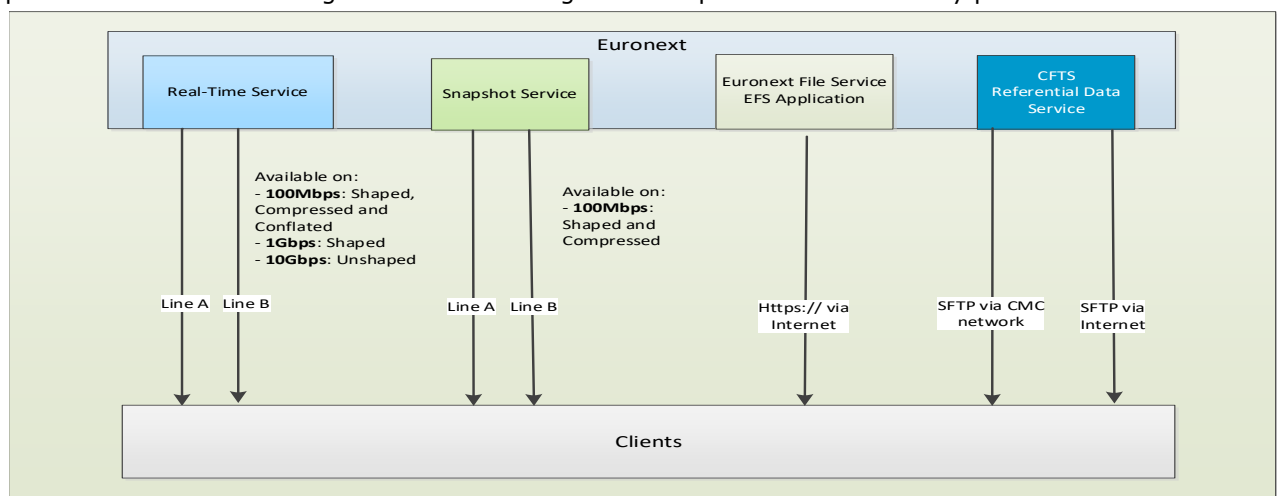 Euronext
Real-Time Service
Snapshot Service
Euronext File Service
EFS Application
CFTS
Referential Data
Service
Available on:
- 100Mbps: Shaped,
Compressed and
Conflated
- 1Gbps: Shaped
- 10Gbps: Unshaped
Available on:
- 100Mbps:
Shaped and
Compressed
Line A
Line B
Line A
Line B
Https:// via
Internet
SFTP via CMC
network
SFTP via
Internet
Clients